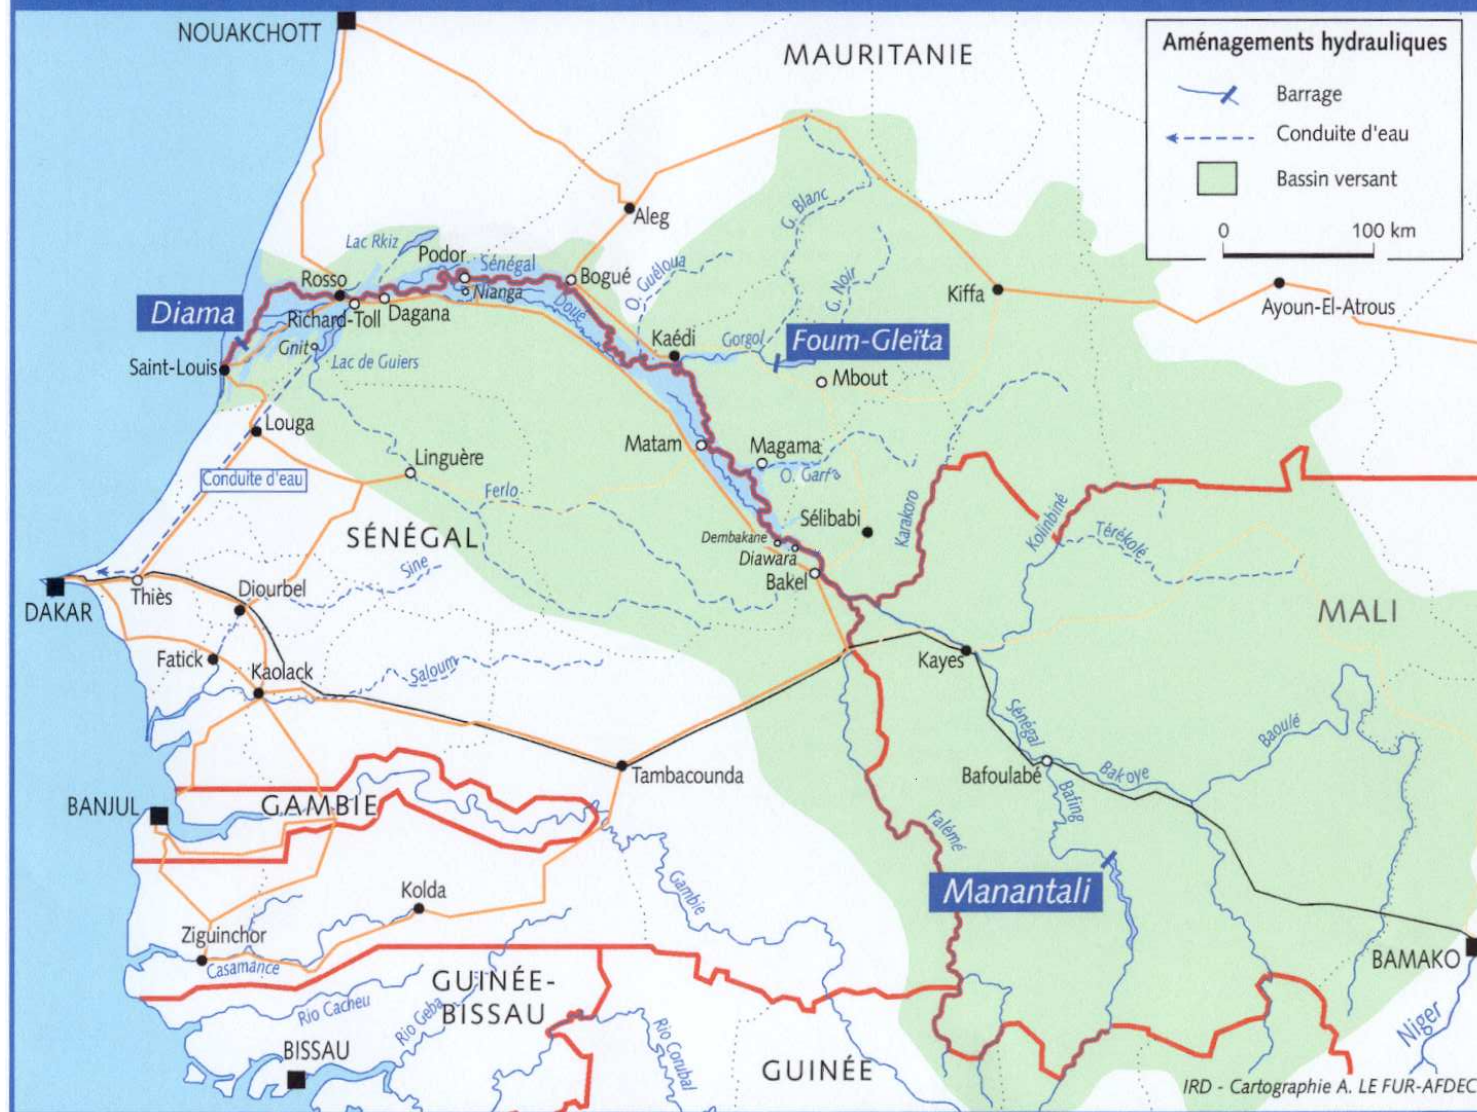 NOUAKCHOTT
MAURITANIE
Aménagements hydrauliques
Barrage
Conduite d'eau
Bassin versant
0 100 km
Aleg
G. Blanc
Lac Rkiz
Podor
Sénégal
Bogué
O. Guéloua
G. Noir
Kiffa
Ayoun-El-Atrous
Rosso
Nianga
Doué
Diama
Richard-Toll
Dagana
Kaédi
Gorgol
Foum-Gleïta
Gnit
Lac de Guiers
Saint-Louis
Mbout
Louga
Matam
Magama
Linguère
O. Garfa
Conduite d'eau
Ferlo
Karakoro
Kolinbiné
Térékolé
SÉNÉGAL
Dembakane
Sélibabi
Diawara
Bakel
Sine
DAKAR
Thiès
Diourbel
MALI
Fatick
Kaolack
Saloum
Kayes
Sénégal
Baoulé
Tambacounda
Bafoulabé
Bakoye
Bafing
BANJUL
GAMBIE
Falémé
Manantali
Gambie
Kolda
Ziguinchor
Casamance
BAMAKO
GUINÉE-
BISSAU
Rio Cacheu
Rio Geba
Niger
BISSAU
Rio Corubal
GUINÉE
IRD - Cartographie A. LE FUR-AFDEC